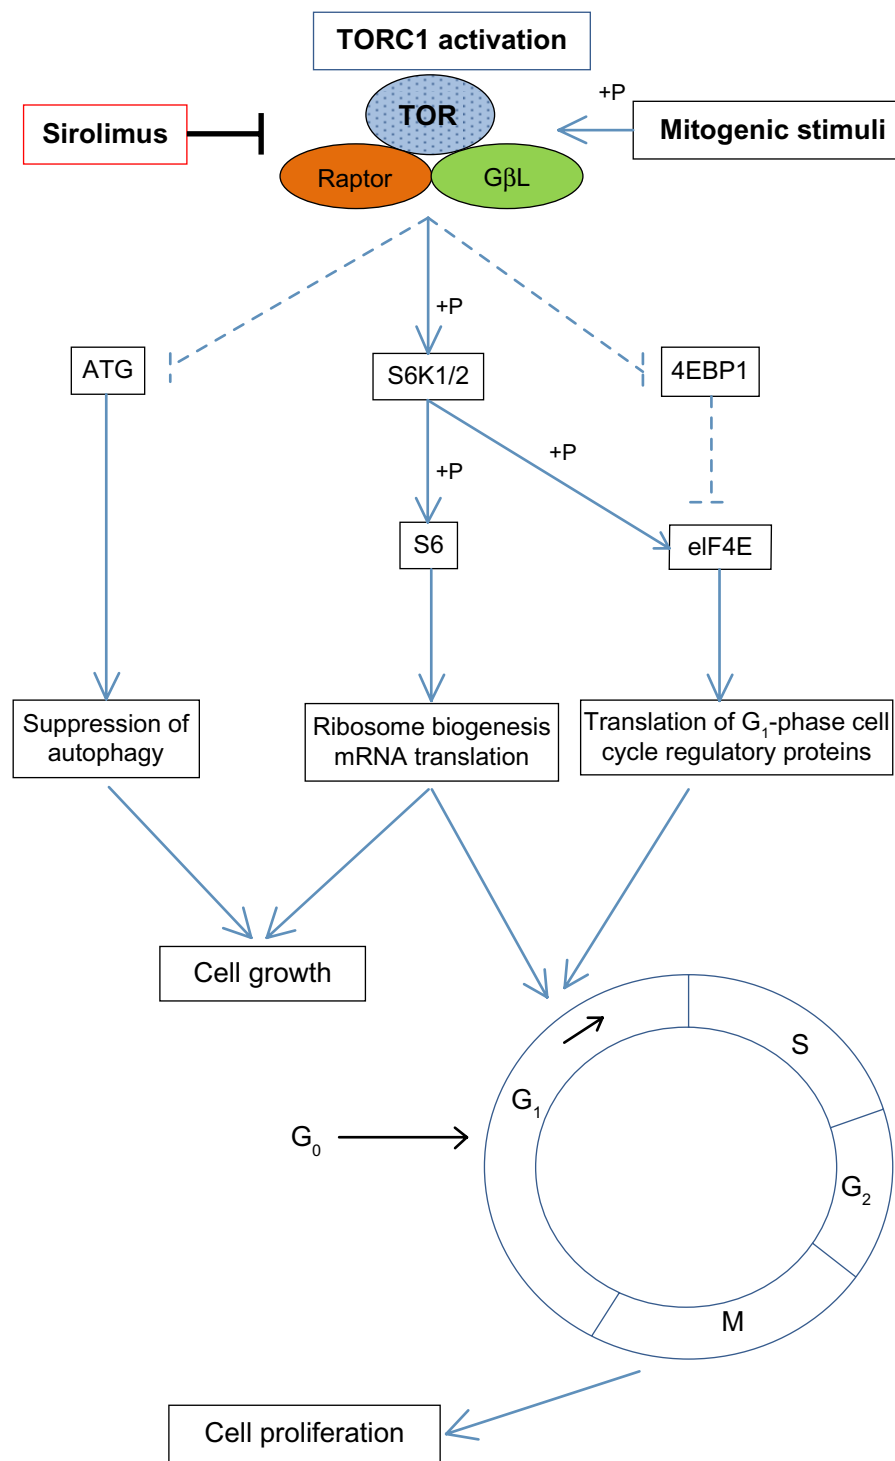 TORC1 activation
+P
Sirolimus
TOR
Mitogenic stimuli
Raptor
GβL
+P
ATG
S6K1/2
4EBP1
+P
+P
S6
eIF4E
Suppression of
autophagy
Ribosome biogenesis
mRNA translation
Translation of G₁-phase cell
cycle regulatory proteins
Cell growth
S
G₁
G₀
G₂
M
Cell proliferation